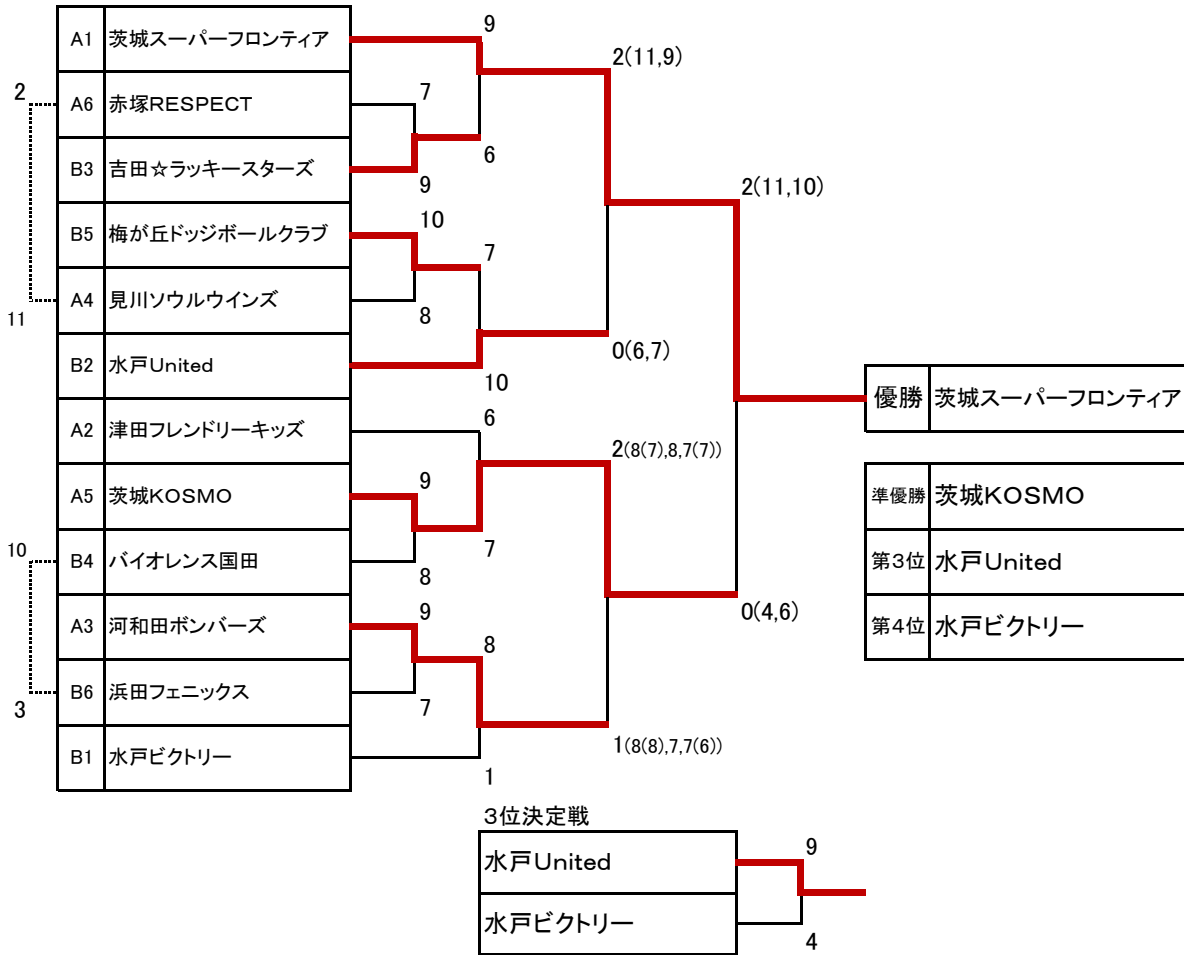 9
A1 茨城スーパーフロンティア
2(11,9)
2
7
A6 赤塚RESPECT
6
B3 吉田☆ラッキースターズ
9
2(11,10)
10
B5 梅が丘ドッジボールクラブ
7
A4 見川ソウルウインズ
8
11
0(6,7)
B2 水戸United
10
優勝 茨城スーパーフロンティア
6
A2 津田フレンドリーキッズ
2(8(7),8,7(7))
9
A5 茨城KOSMO
準優勝 茨城KOSMO
10
7
B4 バイオレンス国田
8
第3位 水戸United
9
0(4,6)
A3 河和田ボンバーズ
第4位 水戸ビクトリー
8
B6 浜田フェニックス
7
3
1(8(8),7,7(6))
B1 水戸ビクトリー
1
3位決定戦
9
水戸United
水戸ビクトリー
4